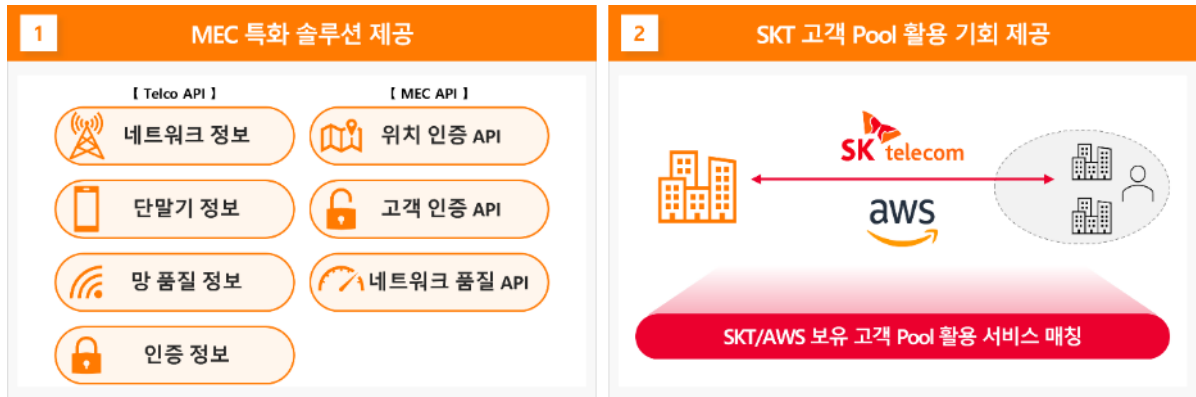 1
MEC 특화 솔루션 제공
【 Telco API 】
네트워크 정보
단말기 정보
망 품질 정보
인증 정보
【 MEC API 】
위치 인증 API
고객 인증 API
네트워크 품질 API
2
SKT 고객 Pool 활용 기회 제공
SK telecom
aws
SKT/AWS 보유 고객 Pool 활용 서비스 매칭